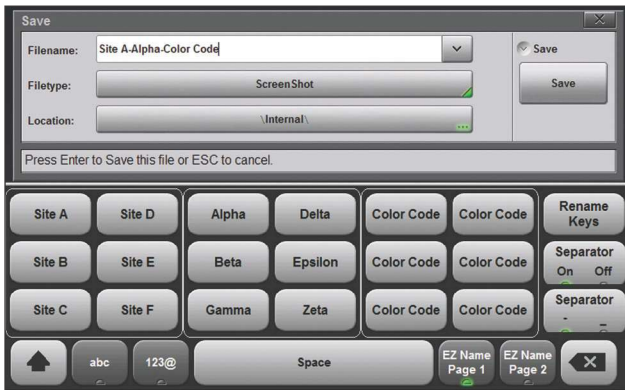 Save
Filename: Site A-Alpha-Color Code
Save
Filetype: ScreenShot
Save
Location: \Internal\
...
Press Enter to Save this file or ESC to cancel.
Site A Site D Alpha Delta Color Code Color Code Rename Keys
Site B Site E Beta Epsilon Color Code Color Code Separator On Off
Site C Site F Gamma Zeta Color Code Color Code Separator - _
abc 123@ Space EZ Name Page 1 EZ Name Page 2